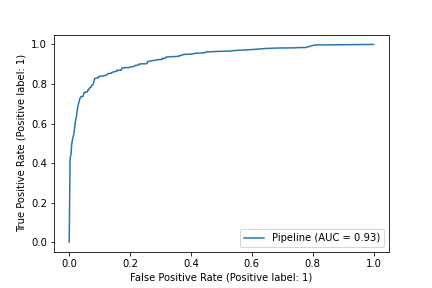 1.0
0.8
0.6
0.4
0.2
0.0
True Positive Rate (Positive label: 1)
Pipeline (AUC = 0.93)
0.0 0.2 0.4 0.6 0.8 1.0
False Positive Rate (Positive label: 1)